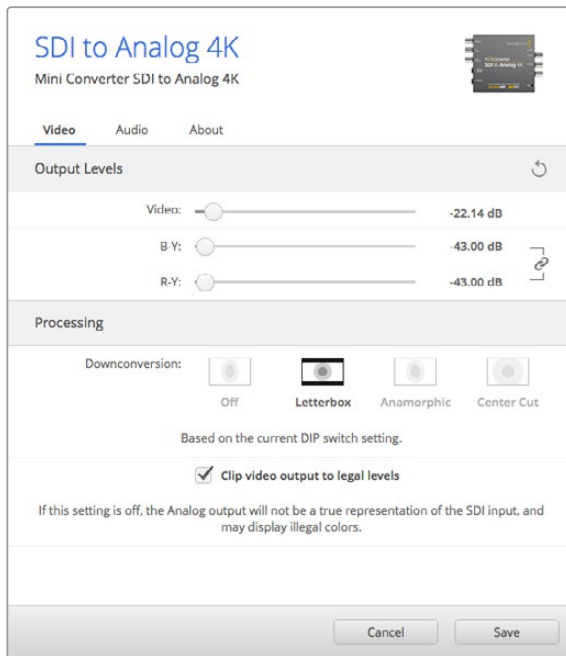 SDI to Analog 4K
Mini Converter SDI to Analog 4K
Video Audio About
Output Levels
Video: -22.14 dB
B-Y: -43.00 dB
R-Y: -43.00 dB
Processing
Downconversion:
Off Letterbox Anamorphic Center Cut
Based on the current DIP switch setting.
Clip video output to legal levels
If this setting is off, the Analog output will not be a true representation of the SDI input, and
may display illegal colors.
Cancel Save